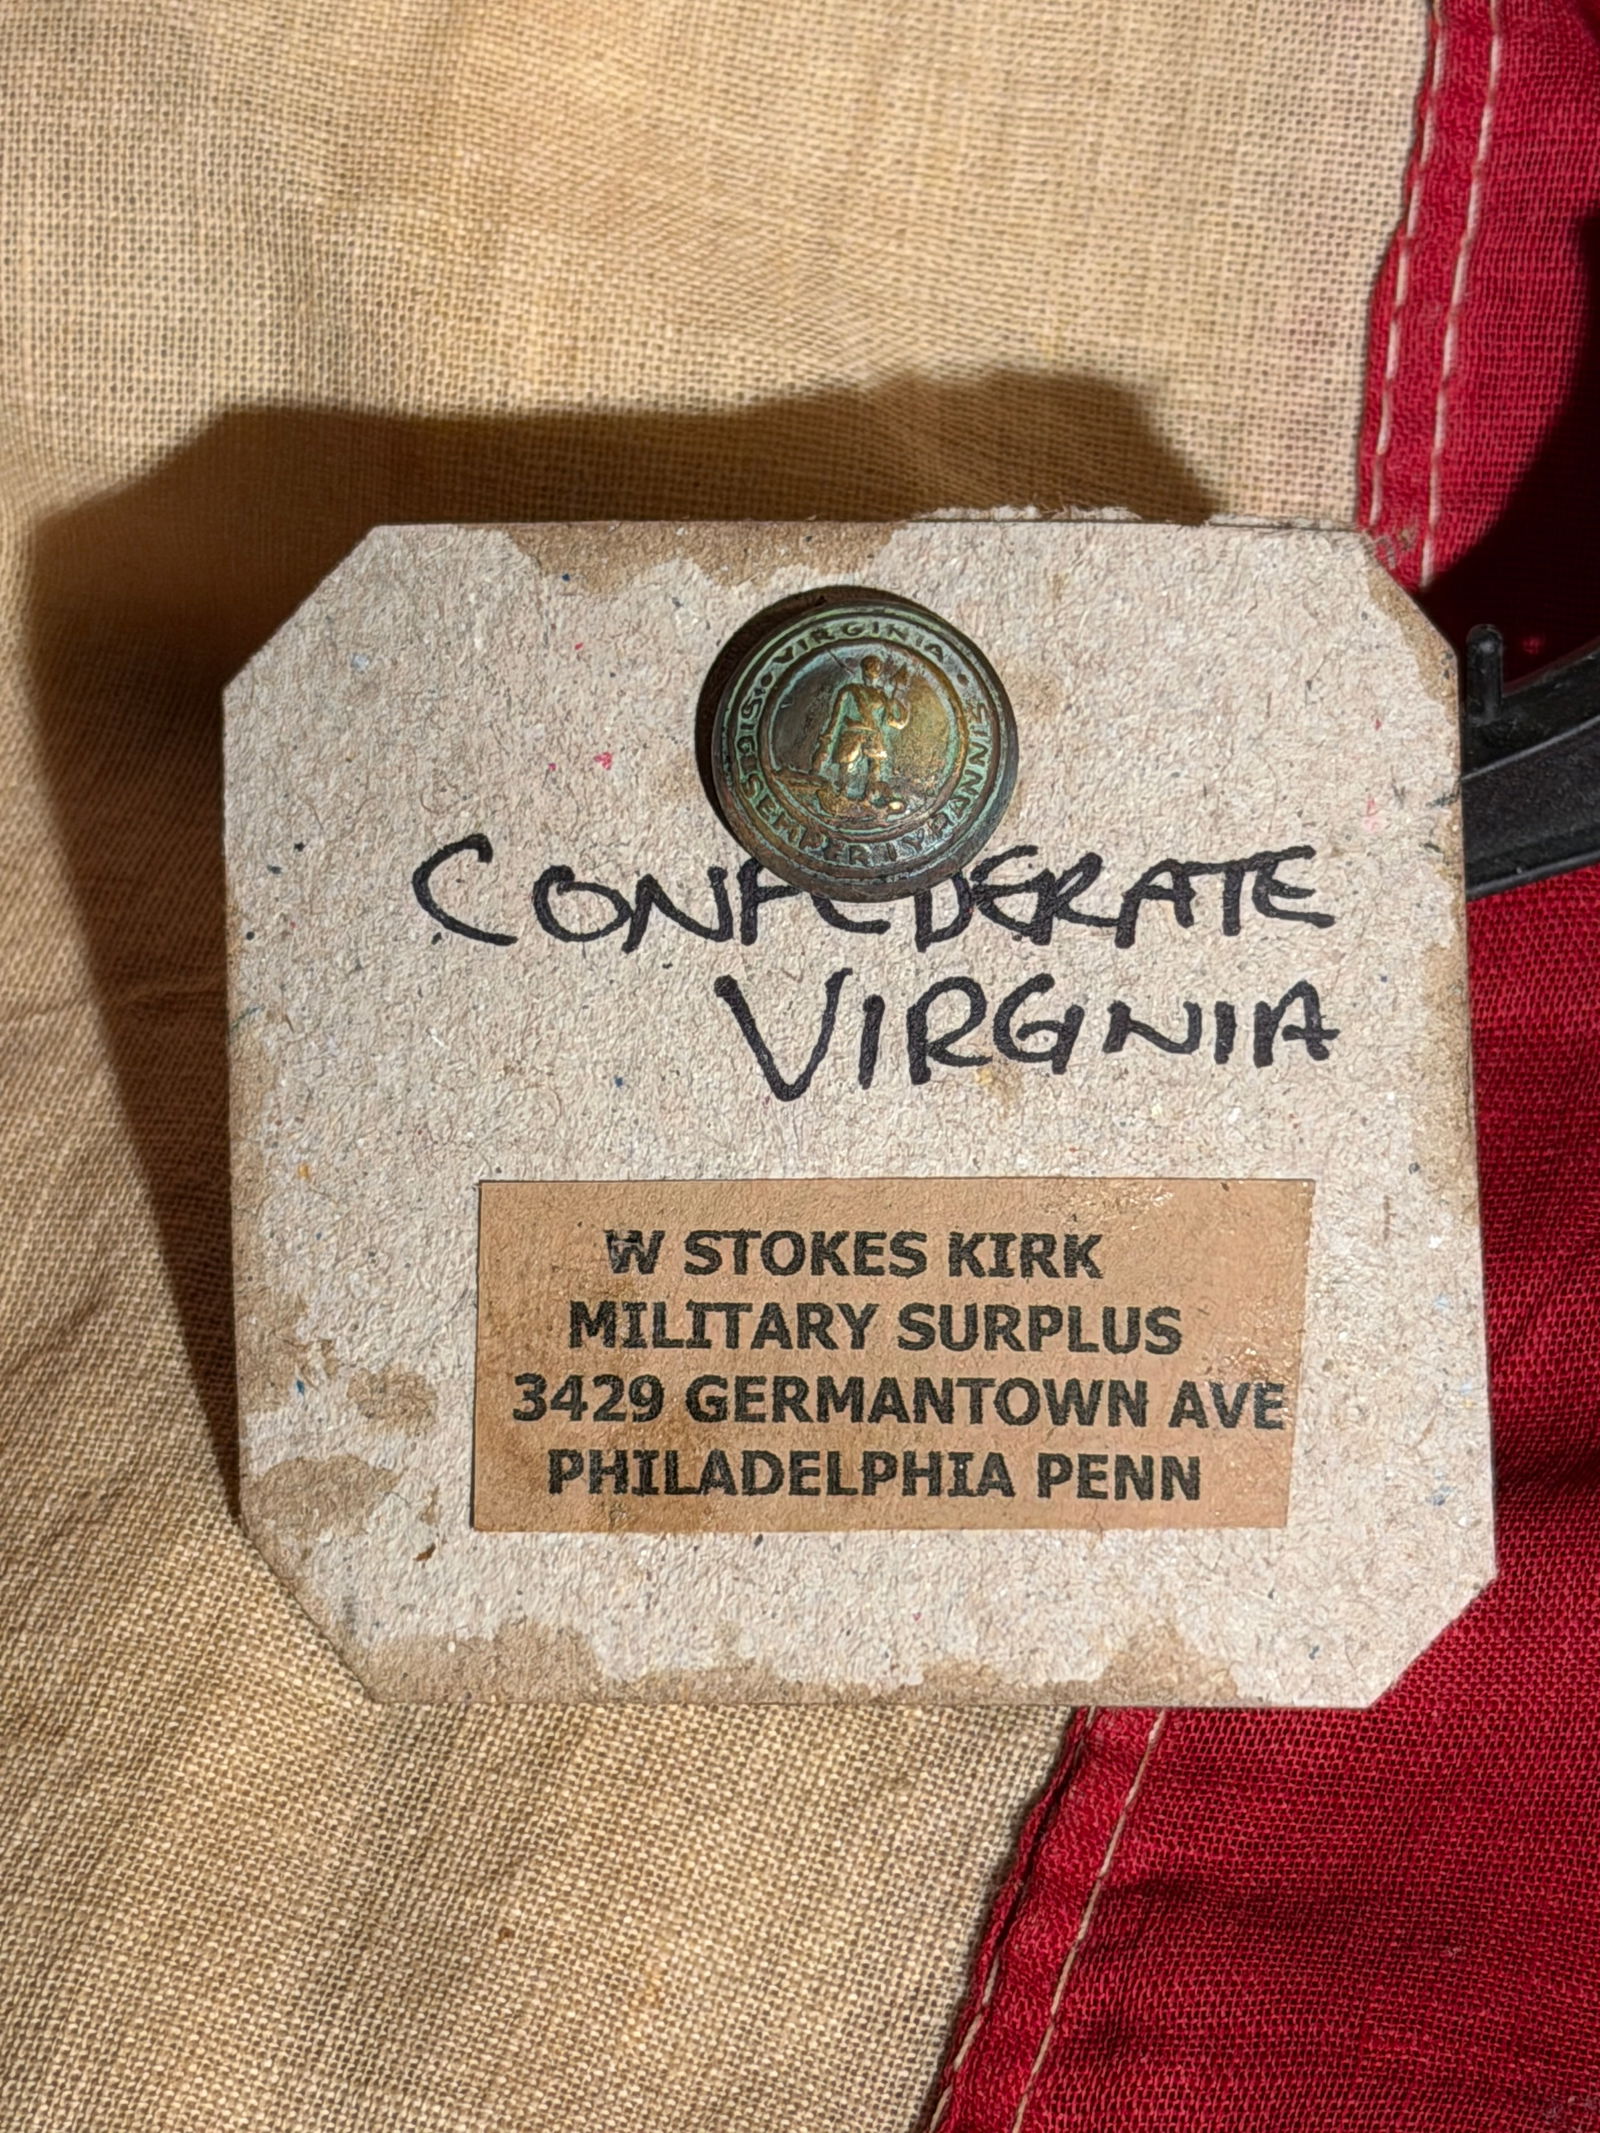 VIRGINIA
SIC SEMPER TYRANNIS
CONFEDERATE
VIRGNIA
W STOKES KIRK
MILITARY SURPLUS
3429 GERMANTOWN AVE
PHILADELPHIA PENN